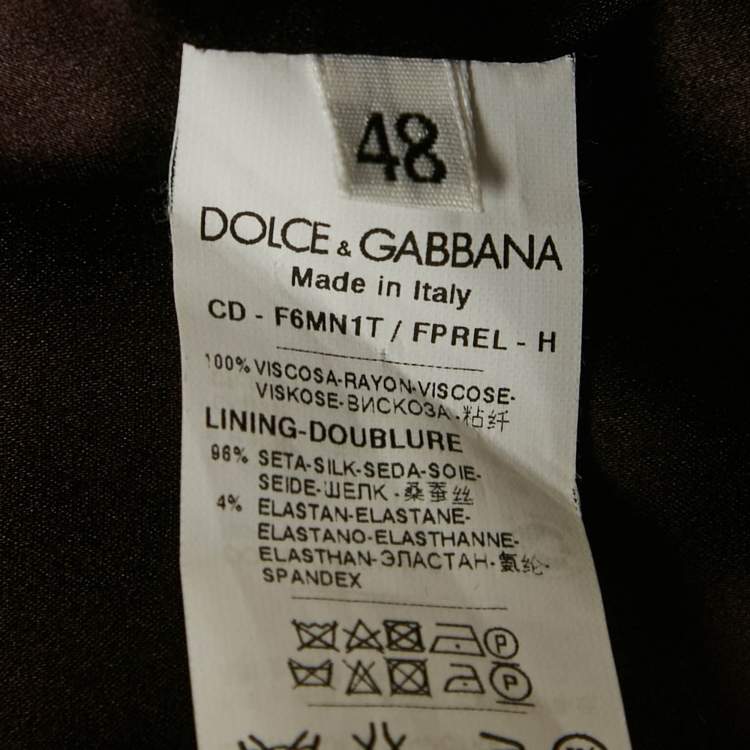 48
DOLCE & GABBANA
Made in Italy
CD - F6MN1T / FPREL - H
100% VISCOSA-RAYON-VISCOSE-
VISKOSE-ВИСКОЗА-粘纤
LINING-DOUBLURE
96% SETA-SILK-SEDA-SOIE-
SEIDE-ШЕЛК-桑蚕丝
4% ELASTAN-ELASTANE-
ELASTANO-ELASTHANNE-
ELASTHAN-ЭЛАСТАН-氨纶-
SPANDEX
P
P